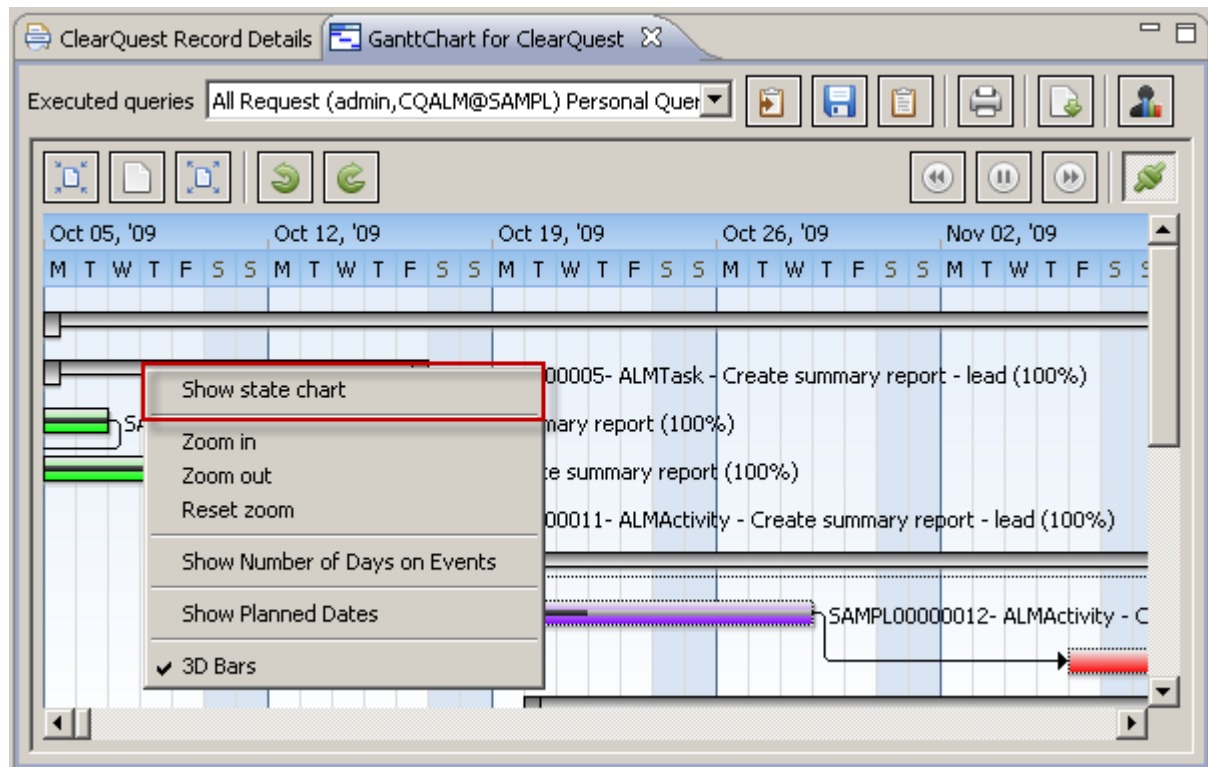 ClearQuest Record Details GanttChart for ClearQuest
Executed queries All Request (admin,CQALM@SAMPL) Personal Quer
Oct 05, '09 Oct 12, '09 Oct 19, '09 Oct 26, '09 Nov 02, '09
M T W T F S S M T W T F S S M T W T F S S M T W T F S S M T W T F S S
00005- ALMTask - Create summary report - lead (100%)
Show state chart
SA
mary report (100%)
Zoom in
Zoom out
e summary report (100%)
Reset zoom
00011- ALMActivity - Create summary report - lead (100%)
Show Number of Days on Events
Show Planned Dates
SAMPL00000012- ALMActivity - C
3D Bars